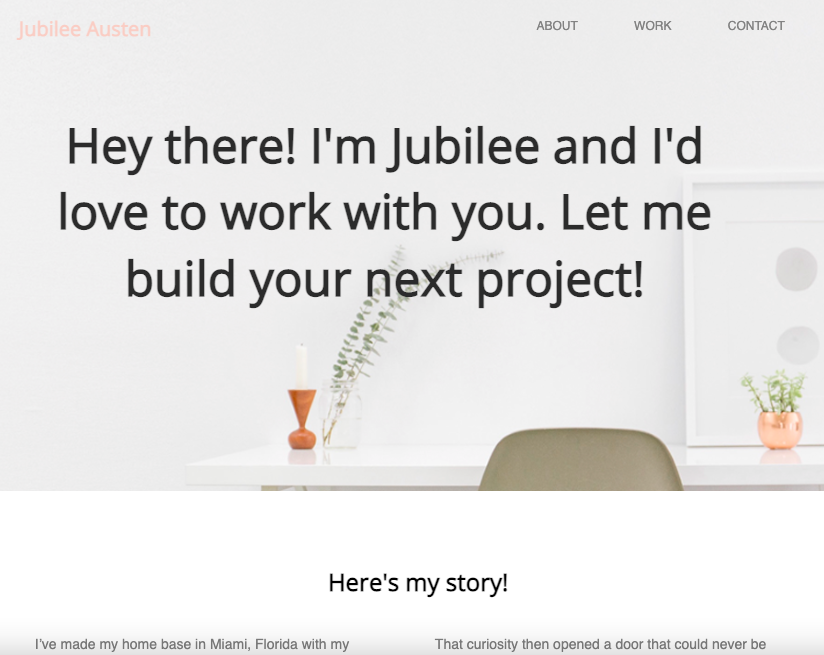 Jubilee Austen
ABOUT WORK CONTACT
Hey there! I'm Jubilee and I'd
love to work with you. Let me
build your next project!
Here's my story!
I've made my home base in Miami, Florida with my
That curiosity then opened a door that could never be